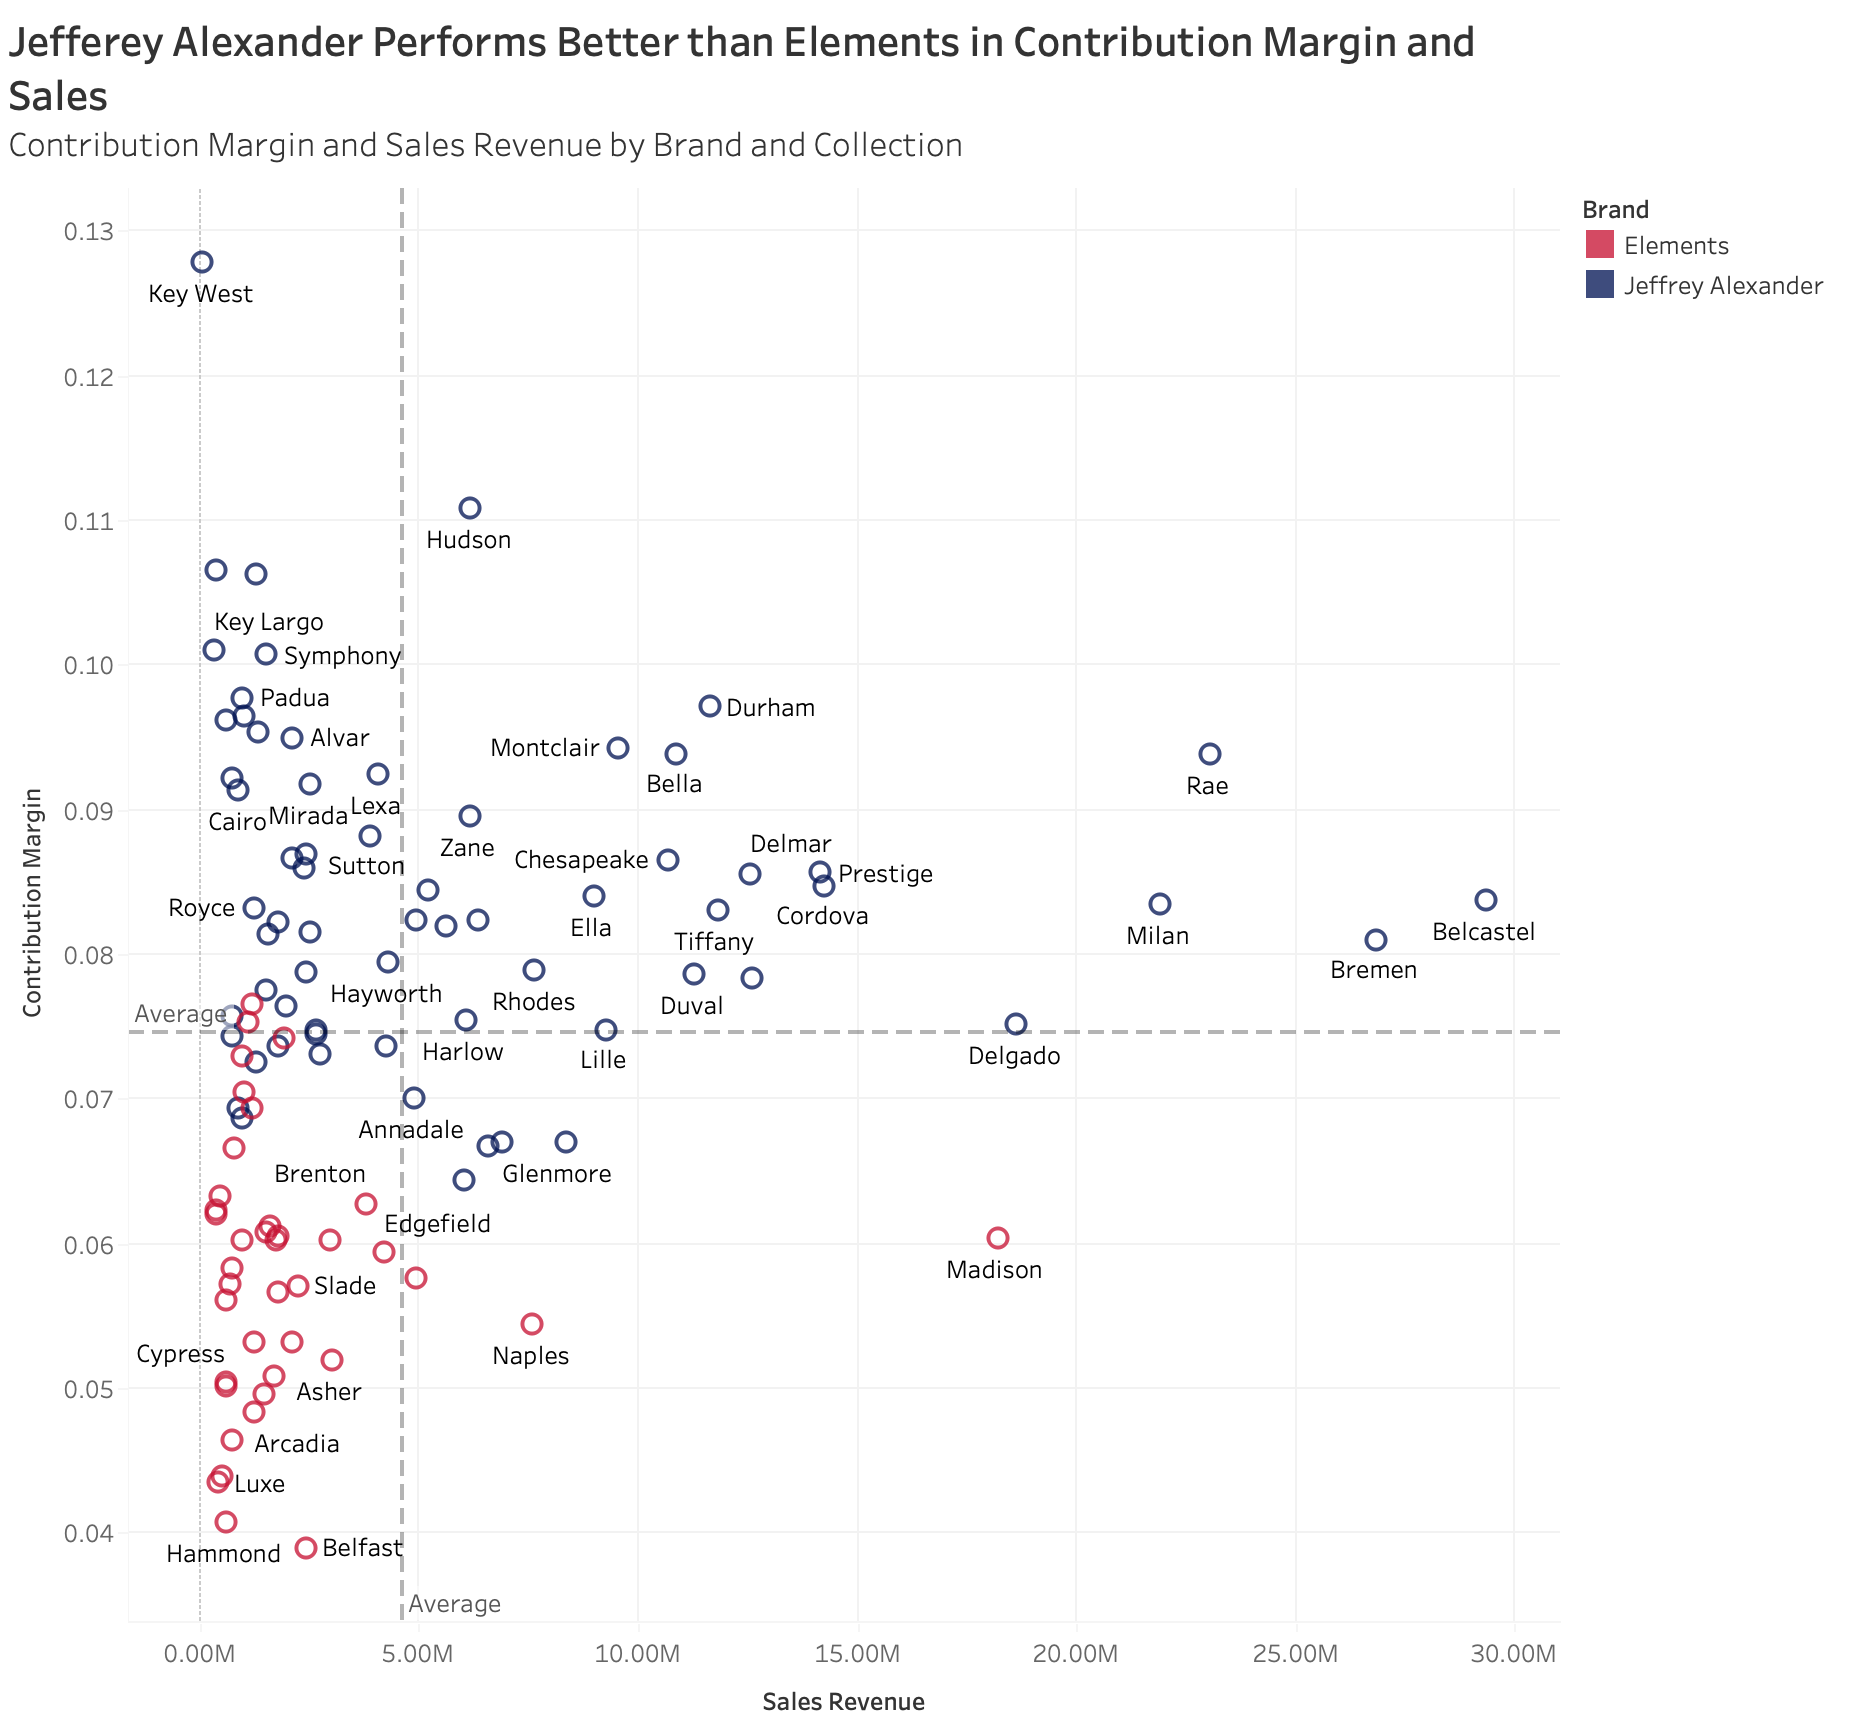 Jefferey Alexander Performs Better than Elements in Contribution Margin and
Sales
Contribution Margin and Sales Revenue by Brand and Collection
Brand
Elements
Jeffrey Alexander
Contribution Margin
0.13
0.12
0.11
0.10
0.09
0.08
0.07
0.06
0.05
0.04
Key West
Hudson
Key Largo
Symphony
Padua
Durham
Alvar
Montclair
Bella
Rae
Lexa
Mirada
Cairo
Zane
Delmar
Chesapeake
Sutton
Prestige
Royce
Cordova
Ella
Belcastel
Milan
Tiffany
Bremen
Hayworth
Rhodes
Duval
Average
Harlow
Delgado
Lille
Annadale
Brenton
Glenmore
Edgefield
Madison
Slade
Cypress
Naples
Asher
Arcadia
Luxe
Belfast
Hammond
Average
0.00M
5.00M
10.00M
15.00M
20.00M
25.00M
30.00M
Sales Revenue